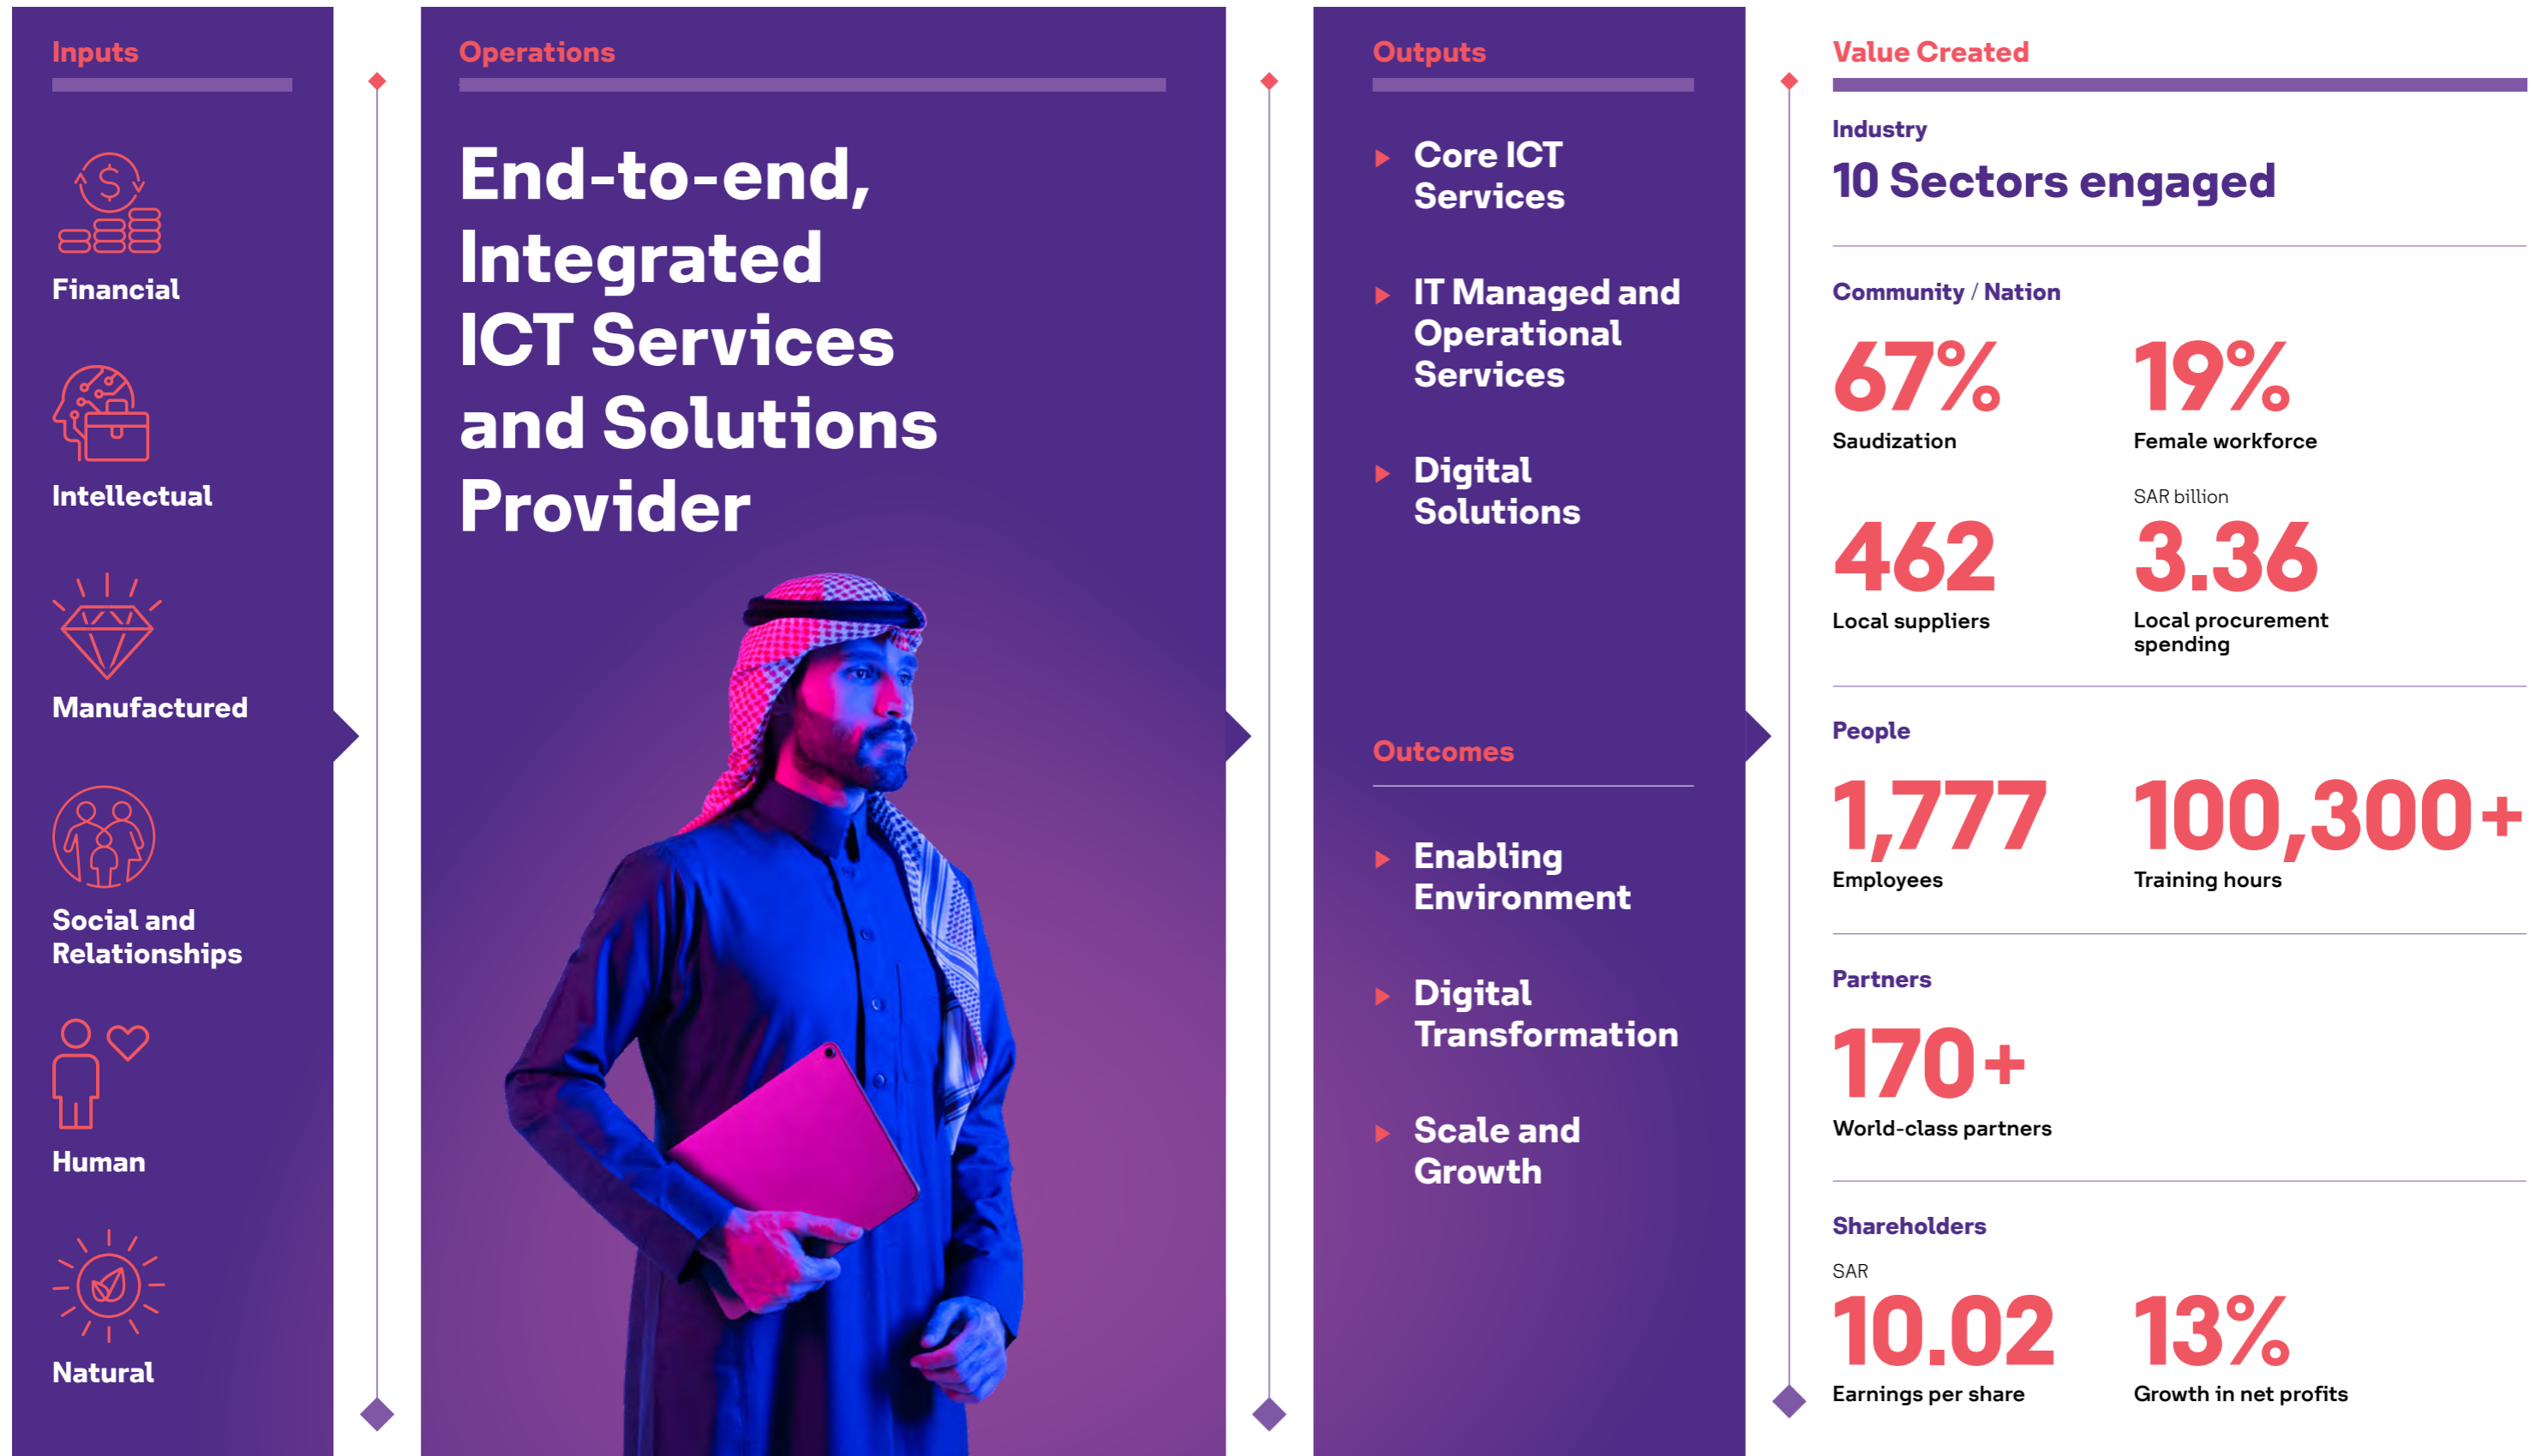 Inputs
Financial
Intellectual
Manufactured
Social and
Relationships
Human
Natural
Operations
End-to-end,
Integrated
ICT Services
and Solutions
Provider
Outputs
Core ICT
Services
IT Managed and
Operational
Services
Digital
Solutions
Outcomes
Enabling
Environment
Digital
Transformation
Scale and
Growth
Value Created
Industry
10 Sectors engaged
Community / Nation
67%
Saudization
19%
Female workforce
462
Local suppliers
SAR billion
3.36
Local procurement
spending
People
1,777
Employees
100,300+
Training hours
Partners
170+
World-class partners
Shareholders
SAR
10.02
Earnings per share
13%
Growth in net profits